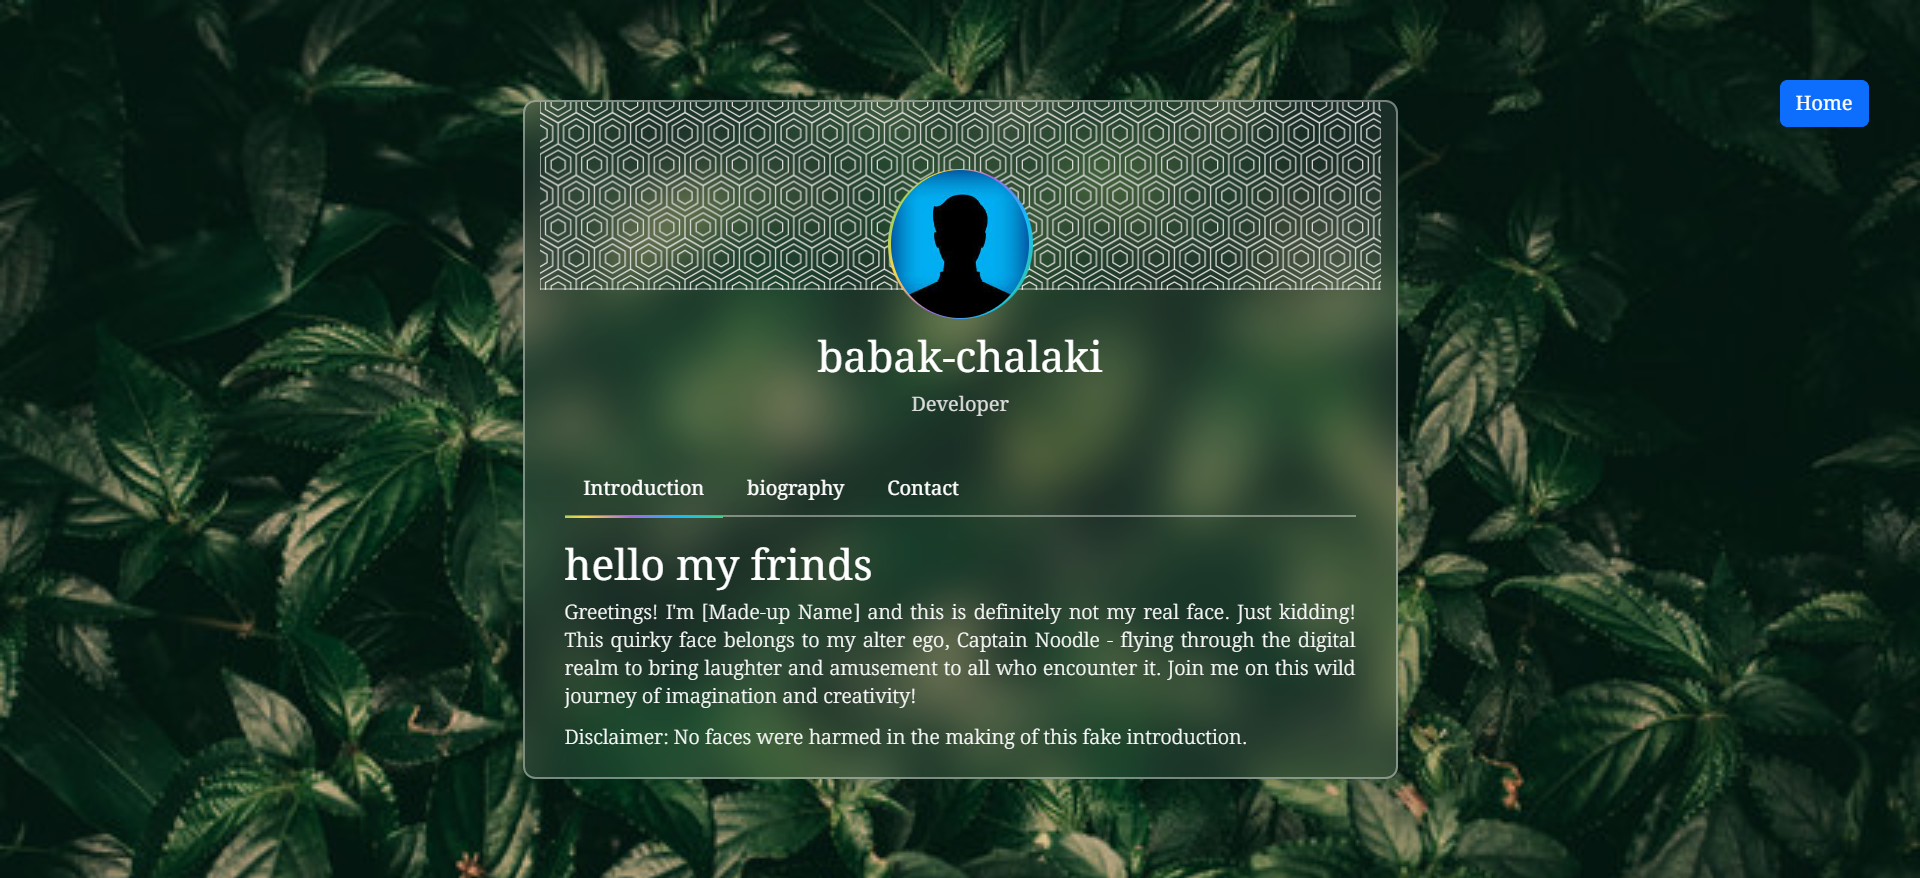 Home
babak-chalaki
Developer
Introduction biography Contact
hello my frinds
Greetings! I'm [Made-up Name] and this is definitely not my real face. Just kidding!
This quirky face belongs to my alter ego, Captain Noodle - flying through the digital
realm to bring laughter and amusement to all who encounter it. Join me on this wild
journey of imagination and creativity!
Disclaimer: No faces were harmed in the making of this fake introduction.